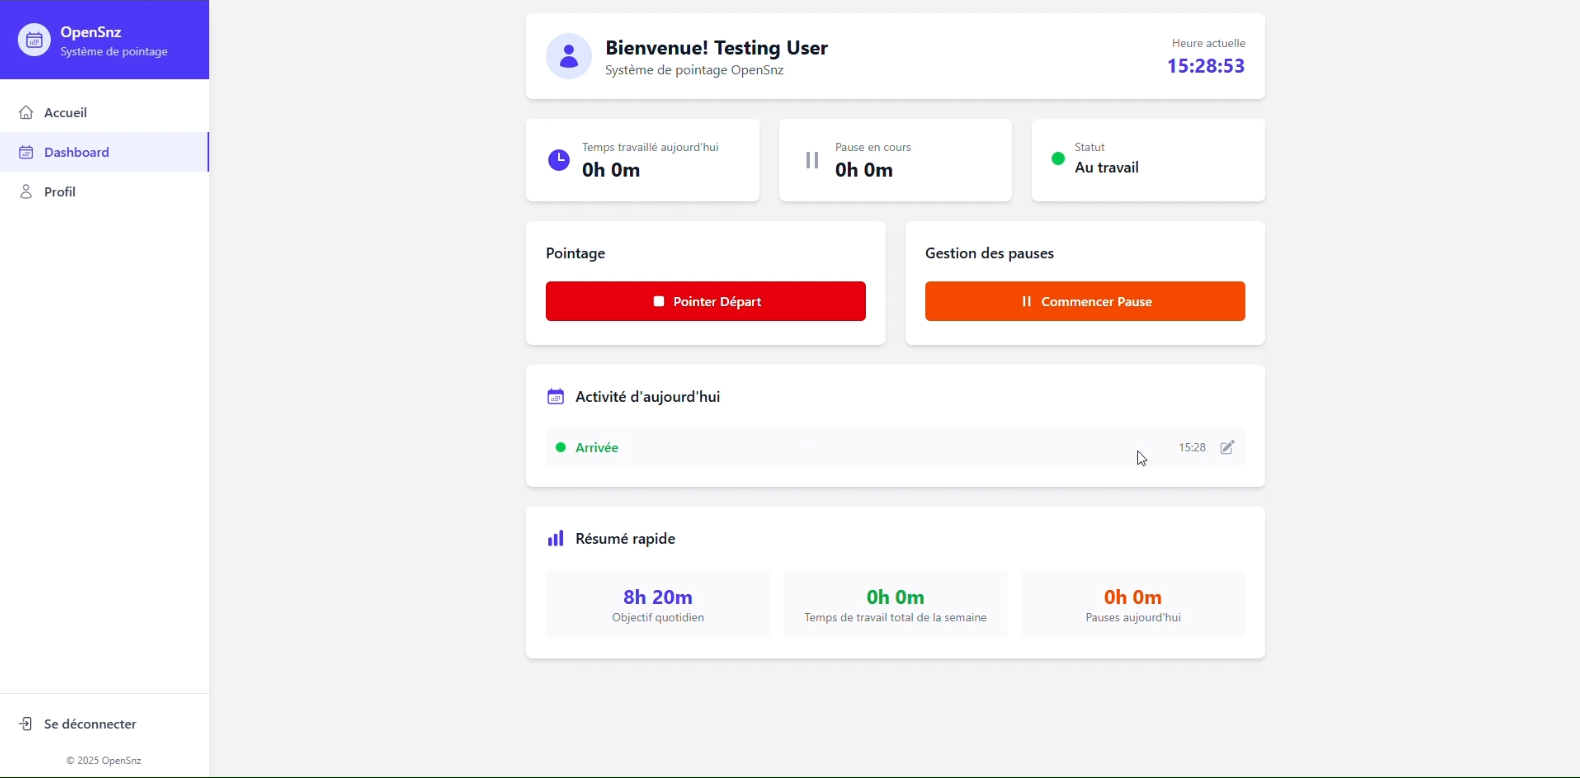 OpenSnz
Système de pointage
Accueil
Dashboard
Profil
Se déconnecter
© 2025 OpenSnz
Bienvenue! Testing User
Système de pointage OpenSnz
Heure actuelle
15:28:53
Temps travaillé aujourd'hui
0h 0m
Pause en cours
0h 0m
Statut
Au travail
Pointage
Pointer Départ
Gestion des pauses
Commencer Pause
Activité d'aujourd'hui
Arrivée
15:28
Résumé rapide
8h 20m
Objectif quotidien
0h 0m
Temps de travail total de la semaine
0h 0m
Pauses aujourd'hui